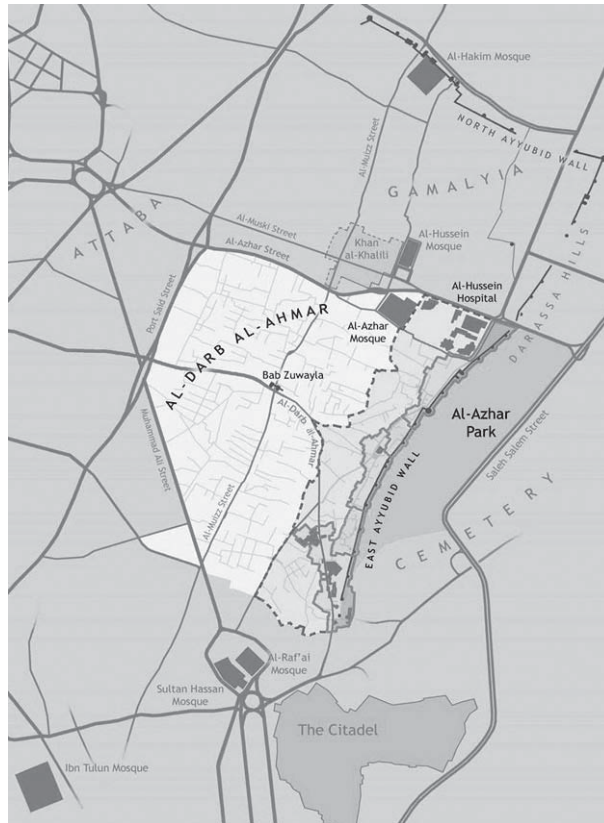 Al-Hakim Mosque
NORTH AYYUBID WALL
Al-Muizz Street
GAMALYIA
ATTABA
Al-Muski Street
Al-Azhar Street
Khan
al-Khalili
Al-Hussein
Mosque
Al-Hussein
Hospital
DARASSA HILLS
Port Said Street
AL-DARB AL-AHMAR
Al-Azhar
Mosque
Bab Zuwayla
Al-Darb al-Ahmar
Al-Azhar
Park
Saleh Salem Street
Muhammad Ali Street
Al-Muizz Street
EAST AYYUBID WALL
CEMETERY
Al-Raf'ai
Mosque
Sultan Hassan
Mosque
The Citadel
Ibn Tulun Mosque